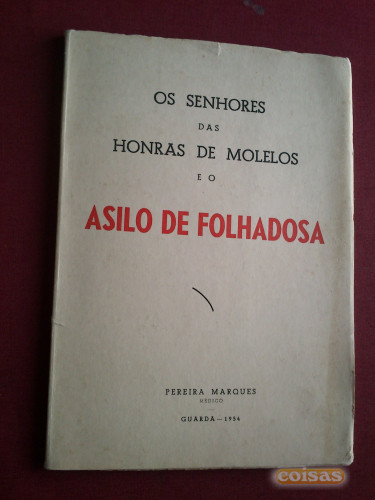 OS SENHORES
DAS
HONRAS DE MOLELOS
E O
ASILO DE FOLHADOSA
PEREIRA MARQUES
MÉDICO
GUARDA — 1954
coisas